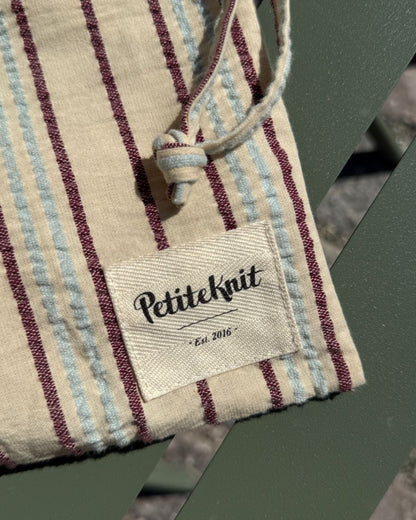 PetiteKnit
- Est. 2016 -